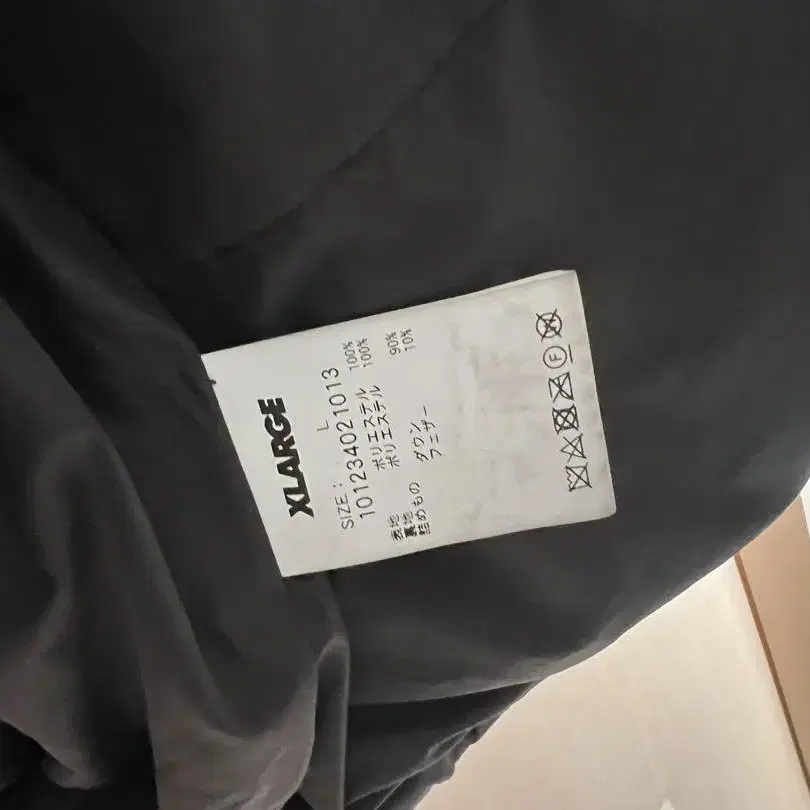 XLARGE
SIZE: L
101234021013
表地 ポリエステル 100%
裏地 ポリエステル 100%
詰めもの ダウン 90%
フェザー 10%
F